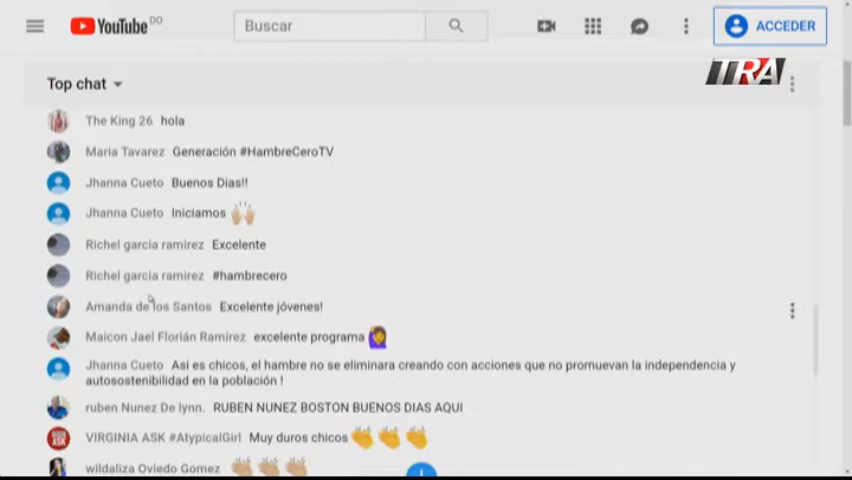 YouTube DO
Buscar
ACCEDER
TRA
Top chat
The King 26 hola
Maria Tavarez Generación #HambreCeroTV
Jhanna Cueto Buenos Dias!!
Jhanna Cueto Iniciamos 🙌🏻
Richel garcia ramirez Excelente
Richel garcia ramirez #hambrecero
Amanda de los Santos Excelente jóvenes!
Maicon Jael Florián Ramírez excelente programa 🙋‍♀️
Jhanna Cueto Asi es chicos, el hambre no se eliminara creando con acciones que no promuevan la independencia y
autosostenibilidad en la población !
ruben Nunez De lynn. RUBEN NUNEZ BOSTON BUENOS DIAS AQUI
ASK
VIRGINIA ASK #AtypicalGirl Muy duros chicos 👏👏👏
wildaliza Oviedo Gomez 👏🏼👏🏼👏🏼